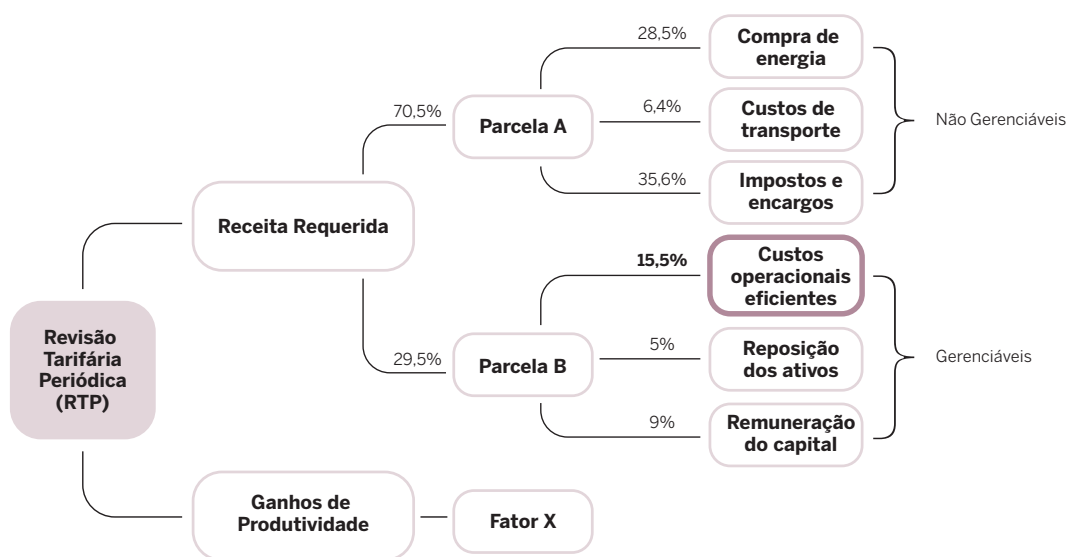 28,5%
Compra de
energia
70,5%
Parcela A
6,4%
Custos de
transporte
Não Gerenciáveis
35,6%
Impostos e
encargos
Receita Requerida
15,5%
Custos
operacionais
eficientes
Revisão
Tarifária
Periódica
(RTP)
29,5%
Parcela B
5%
Reposição
dos ativos
Gerenciáveis
9%
Remuneração
do capital
Ganhos de
Produtividade
Fator X